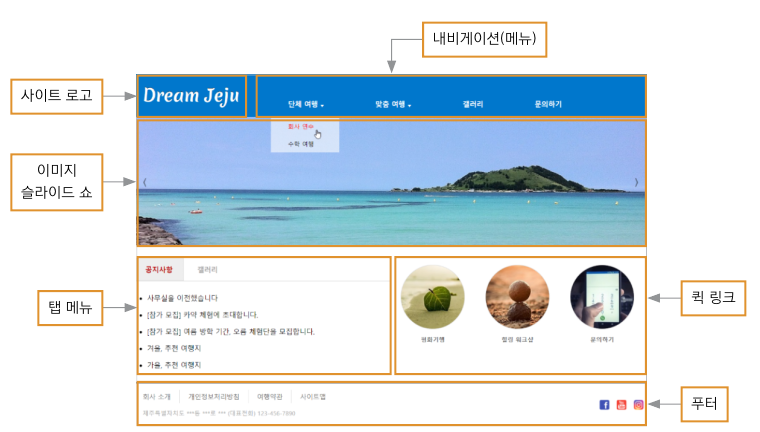 내비게이션(메뉴)
사이트 로고
Dream Jeju
단체 여행
맞춤 여행
갤러리
문의하기
회사 연수
수학 여행
이미지
슬라이드 쇼
공지사항
갤러리
사무실을 이전했습니다
[참가 모집] 카약 체험에 초대합니다.
[참가 모집] 여름 방학 기간, 오름 체험단을 모집합니다.
겨울, 추천 여행지
가을, 추천 여행지
탭 메뉴
평화기행
힐링 워크샵
문의하기
퀵 링크
회사 소개 개인정보처리방침 여행약관 사이트맵
제주특별자치도 ***동 ***로 *** (대표전화) 123-456-7890
푸터